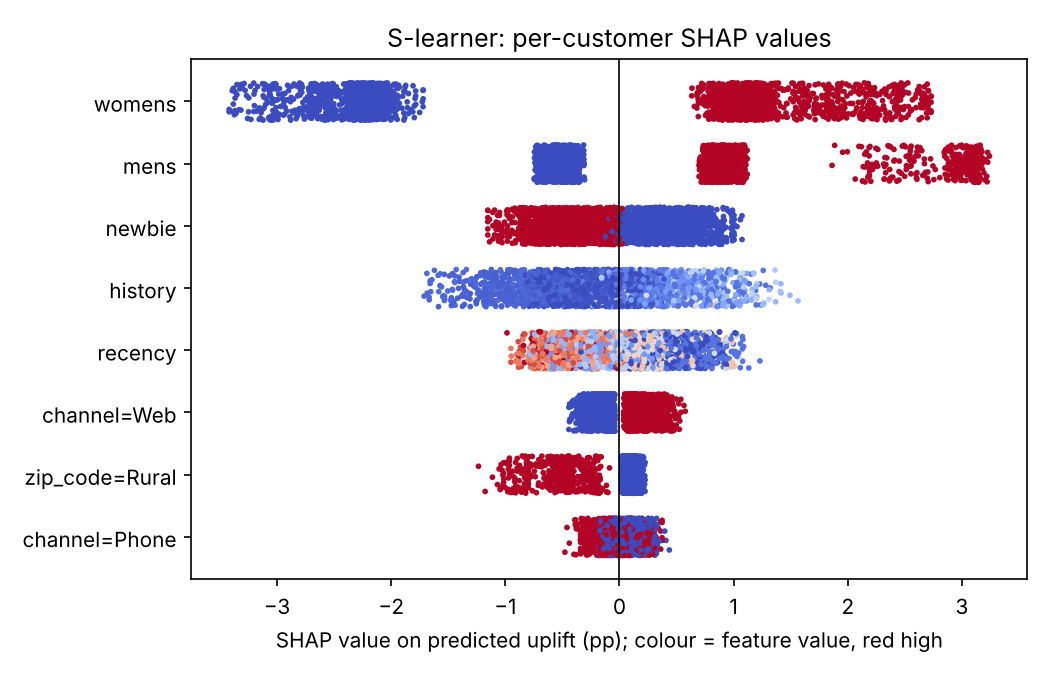 S-learner: per-customer SHAP values
womens
mens
newbie
history
recency
channel=Web
zip_code=Rural
channel=Phone
−3 −2 −1 0 1 2 3
SHAP value on predicted uplift (pp); colour = feature value, red high